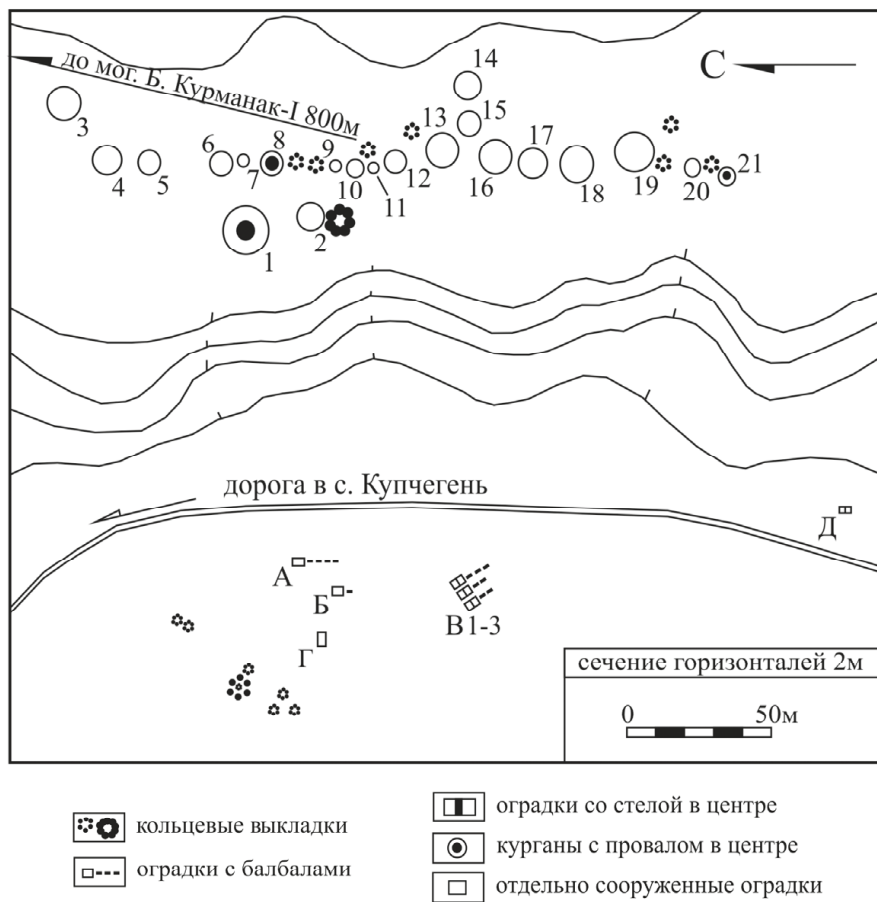 до мог. Б. Курманак-I 800м
С
14
3
13
15
17
6
8
9
4
5
7
10
11
12
16
18
19
20
21
1
2
дорога в с. Купчегень
Д
А
Б
В 1-3
Г
сечение горизонталей 2м
0
50м
кольцевые выкладки
оградки с балбалами
оградки со стелой в центре
курганы с провалом в центре
отдельно сооруженные оградки